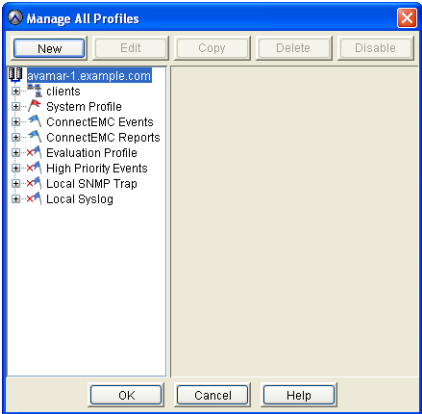 Manage All Profiles
New Edit Copy Delete Disable
avamar-1.example.com
clients
System Profile
ConnectEMC Events
ConnectEMC Reports
Evaluation Profile
High Priority Events
Local SNMP Trap
Local Syslog
OK Cancel Help